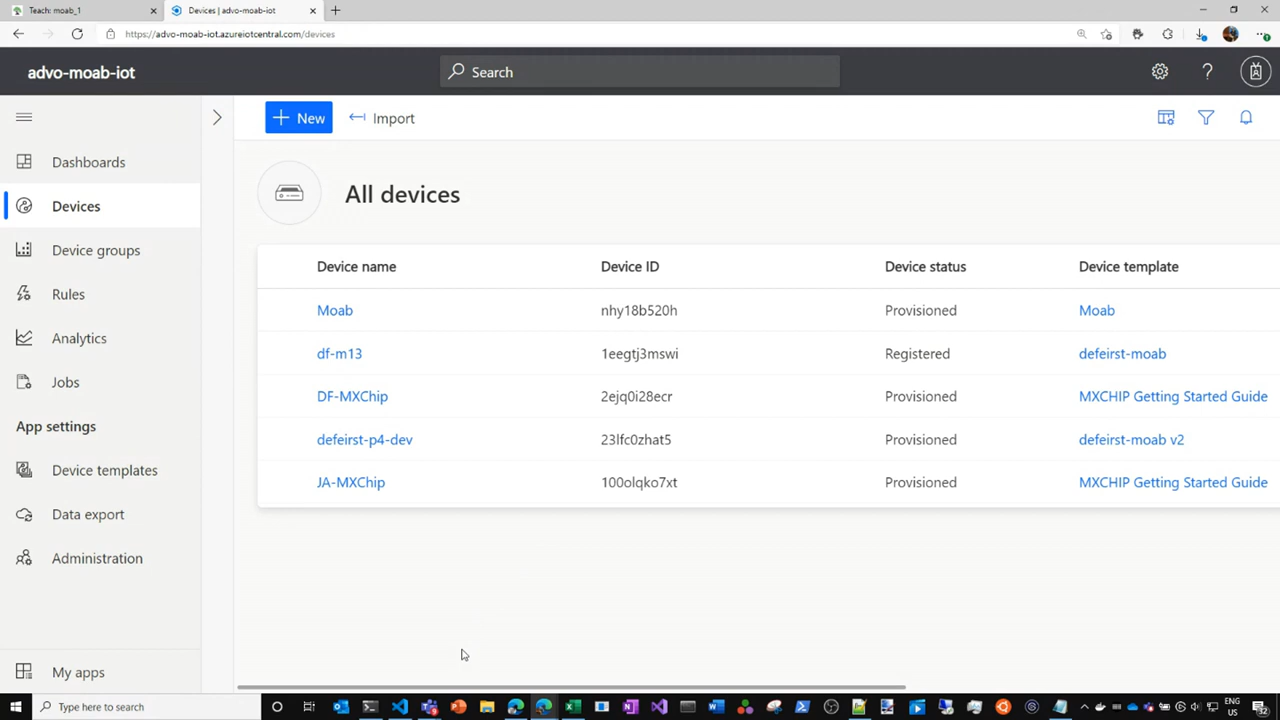 Teach: moab_1
Devices | advo-moab-iot
https://advo-moab-iot.azureiotcentral.com/devices
advo-moab-iot
Search
New
Import
Dashboards
Devices
Device groups
Rules
Analytics
Jobs
App settings
Device templates
Data export
Administration
My apps
All devices
Device name Device ID Device status Device template
Moab nhy18b520h Provisioned Moab
df-m13 1eegtj3mswi Registered defeirst-moab
DF-MXChip 2ejq0i28ecr Provisioned MXCHIP Getting Started Guide
defeirst-p4-dev 23lfc0zhat5 Provisioned defeirst-moab v2
JA-MXChip 100olqko7xt Provisioned MXCHIP Getting Started Guide
Type here to search
ENG
US